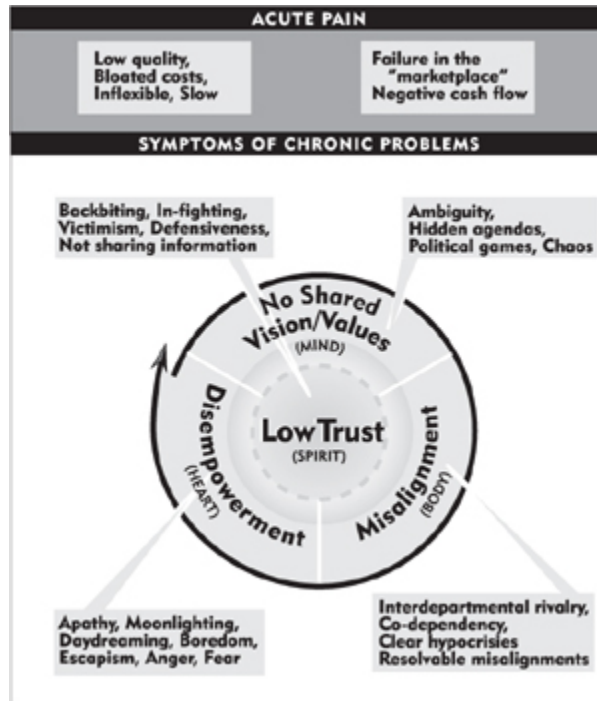 ACUTE PAIN
Low quality,
Bloated costs,
Inflexible, Slow
Failure in the
"marketplace"
Negative cash flow
SYMPTOMS OF CHRONIC PROBLEMS
Backbiting, In-fighting,
Victimism, Defensiveness,
Not sharing information
Ambiguity,
Hidden agendas,
Political games, Chaos
No Shared
Vision/Values
(MIND)
Low Trust
(SPIRIT)
Disempowerment
(HEART)
Misalignment
(BODY)
Apathy, Moonlighting,
Daydreaming, Boredom,
Escapism, Anger, Fear
Interdepartmental rivalry,
Co-dependency,
Clear hypocrisies
Resolvable misalignments